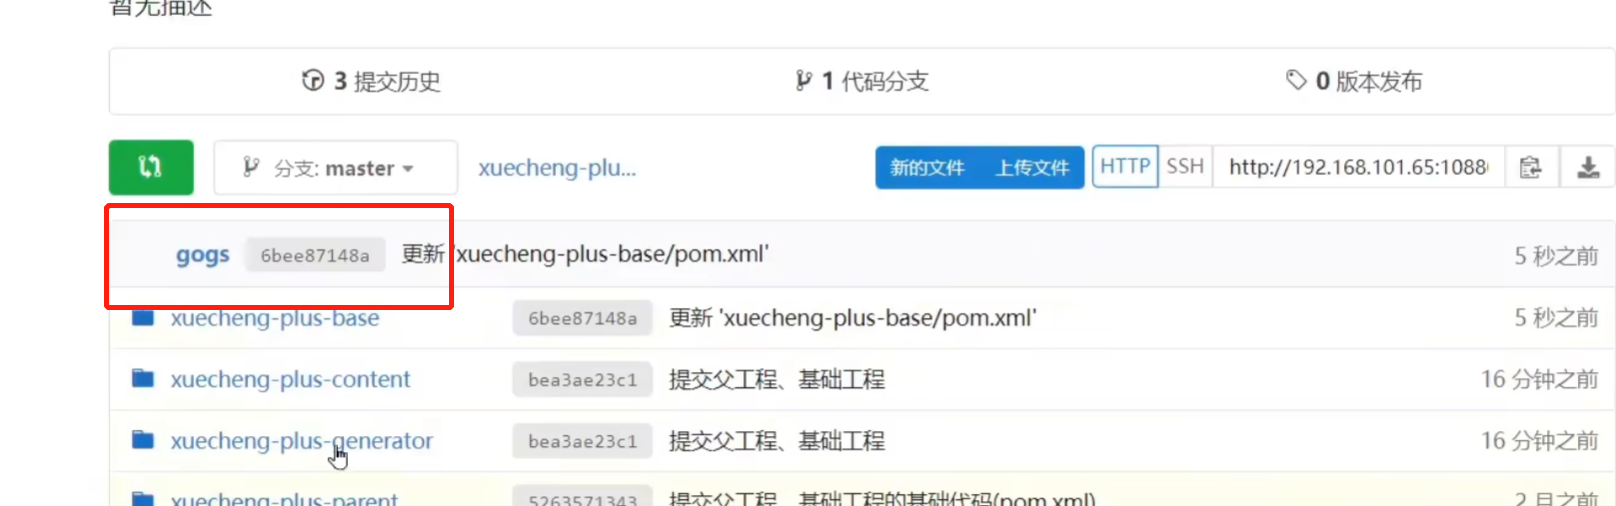 暂无描述
3 提交历史 1 代码分支 0 版本发布
分支: master xuecheng-plu... 新的文件 上传文件 HTTP SSH http://192.168.101.65:1088
gogs 6bee87148a 更新 'xuecheng-plus-base/pom.xml' 5 秒之前
xuecheng-plus-base 6bee87148a 更新 'xuecheng-plus-base/pom.xml' 5 秒之前
xuecheng-plus-content bea3ae23c1 提交父工程、基础工程 16 分钟之前
xuecheng-plus-generator bea3ae23c1 提交父工程、基础工程 16 分钟之前
xuecheng-plus-parent 5263571343 提交父工程、基础工程的基础代码(pom.xml) 2 月之前